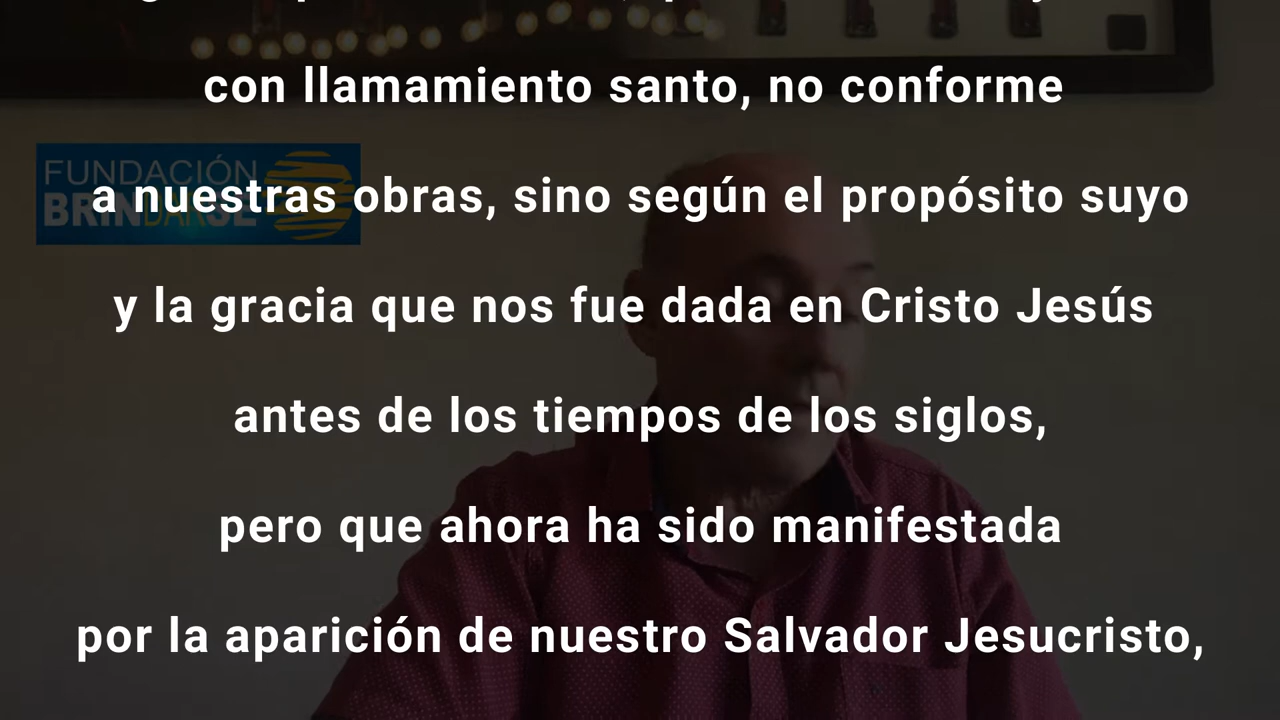 con llamamiento santo, no conforme
FUNDACIÓN
BRINDARSE
a nuestras obras, sino según el propósito suyo
y la gracia que nos fue dada en Cristo Jesús
antes de los tiempos de los siglos,
pero que ahora ha sido manifestada
por la aparición de nuestro Salvador Jesucristo,